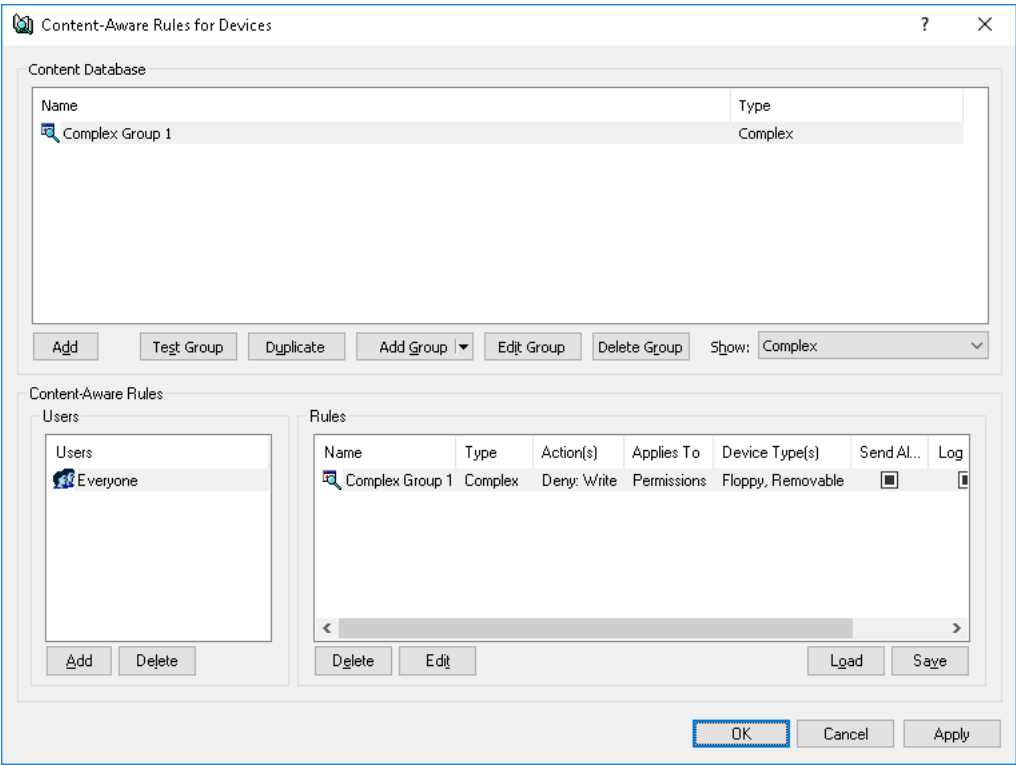 Content-Aware Rules for Devices
Content Database
Name Type
Complex Group 1 Complex
Add Test Group Duplicate Add Group Edit Group Delete Group Show: Complex
Content-Aware Rules
Users
Users
Everyone
Add Delete
Rules
Name Type Action(s) Applies To Device Type(s) Send Al... Log
Complex Group 1 Complex Deny: Write Permissions Floppy, Removable
Delete Edit Load Save
OK Cancel Apply